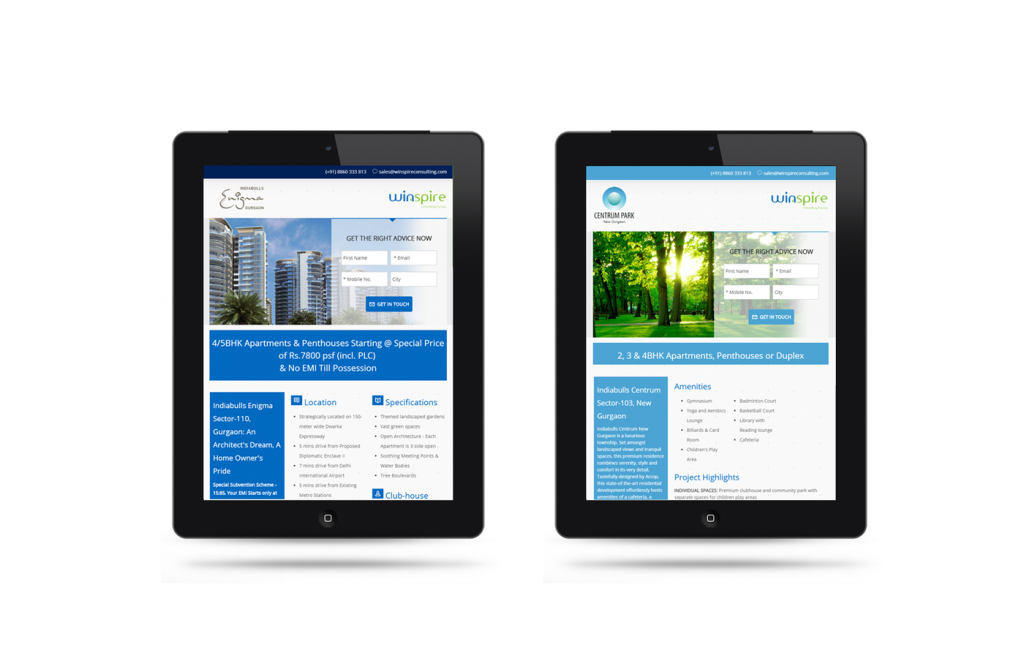 (+91) 8860 333 813 sales@winspireconsulting.com
INDIABULLS
Enigma
GURGAON
winspire
GET THE RIGHT ADVICE NOW
First Name * Email
* Mobile No. City
GET IN TOUCH
4/5BHK Apartments & Penthouses Starting @ Special Price
of Rs.7800 psf (incl. PLC)
& No EMI Till Possession
Indiabulls Enigma
Sector-110,
Gurgaon: An
Architect's Dream, A
Home Owner's
Pride
Special Subvention Scheme -
15:85, Your EMI Starts only at
Location
• Strategically Located on 150-
meter wide Dwarka
Expressway
• 5 mins drive from Proposed
Diplomatic Enclave II
• 7 mins drive from Delhi
International Airport
• 5 mins drive from Existing
Metro Stations
Specifications
• Themed landscaped gardens
• Vast green spaces
• Open Architecture - Each
Apartment is 3 side-open
• Soothing Meeting Points &
Water Bodies
• Tree Boulevards
Club-house
(+91) 8860 333 813 sales@winspireconsulting.com
CENTRUM PARK
New Gurgaon
winspire
GET THE RIGHT ADVICE NOW
First Name * Email
* Mobile No. City
GET IN TOUCH
2, 3 & 4BHK Apartments, Penthouses or Duplex
Indiabulls Centrum
Sector-103, New
Gurgaon
Indiabulls Centrum New
Gurgaon is a luxurious
township. Set amongst
landscaped views and tranquil
spaces, this premium residence
combines serenity, style and
comfort in its very detail.
Tastefully designed by Arcop,
this state-of-the-art residential
development effortlessly hosts
amenities of a cafeteria, a
Amenities
• Gymnasium
• Yoga and Aerobics
Lounge
• Billiards & Card
Room
• Children's Play
Area
• Badminton Court
• Basketball Court
• Library with
Reading lounge
• Cafeteria
Project Highlights
INDIVIDUAL SPACES: Premium clubhouse and community park with
separate spaces for children play areas